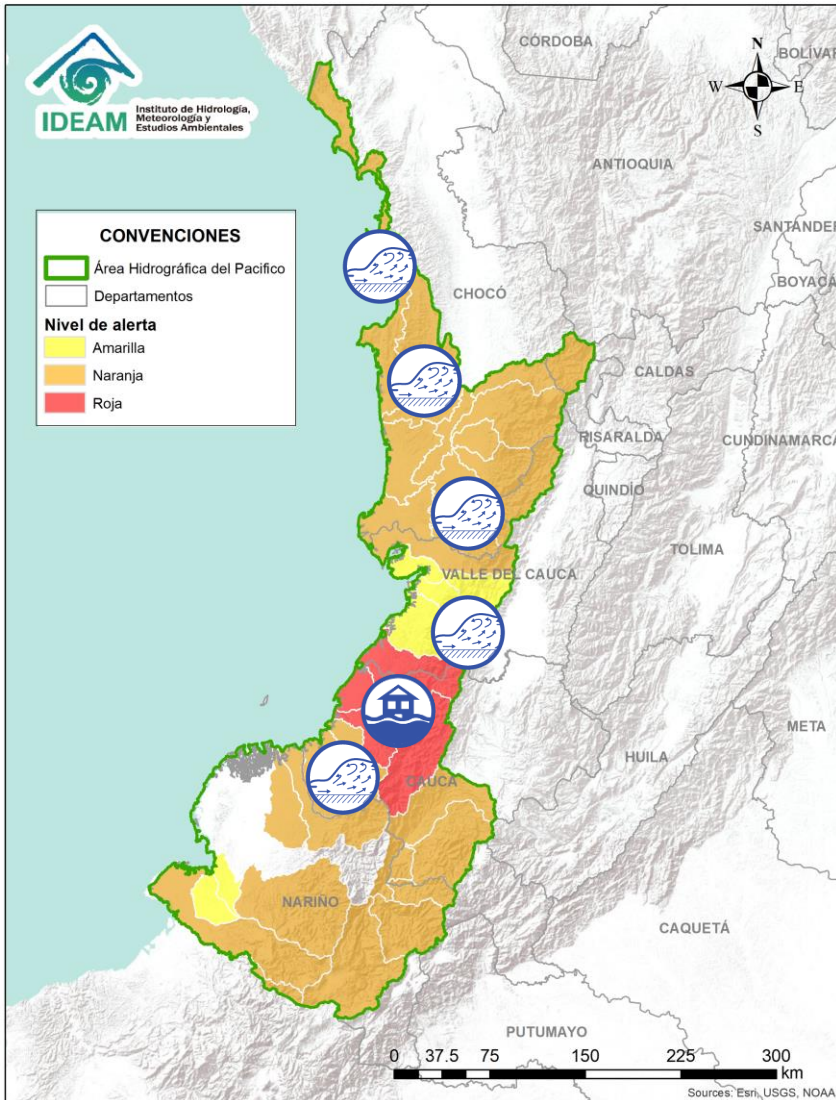 IDEAM
Instituto de Hidrología,
Meteorología y
Estudios Ambientales
N
W
E
S
CÓRDOBA
BOLÍVAR
ANTIOQUIA
SANTANDER
BOYACÁ
CHOCÓ
CALDAS
RISARALDA
CUNDINAMARCA
QUINDÍO
TOLIMA
VALLE DEL CAUCA
META
HUILA
CAUCA
NARIÑO
CAQUETÁ
PUTUMAYO
CONVENCIONES
Área Hidrográfica del Pacifico
Departamentos
Nivel de alerta
Amarilla
Naranja
Roja
0 37.5 75 150 225 300
km
Sources: Esri, USGS, NOAA